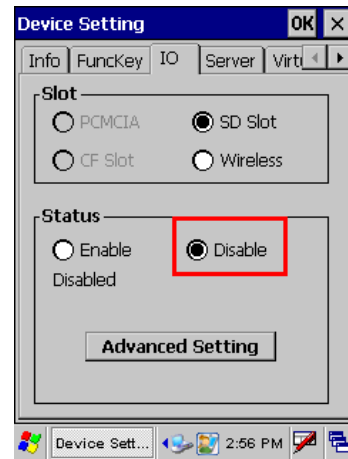 Device Setting OK ×
Info FuncKey IO Server
Slot
PCMCIA SD Slot
CF Slot Wireless
Status
Enable Disable
Disabled
Advanced Setting
Device Sett... 2:56 PM